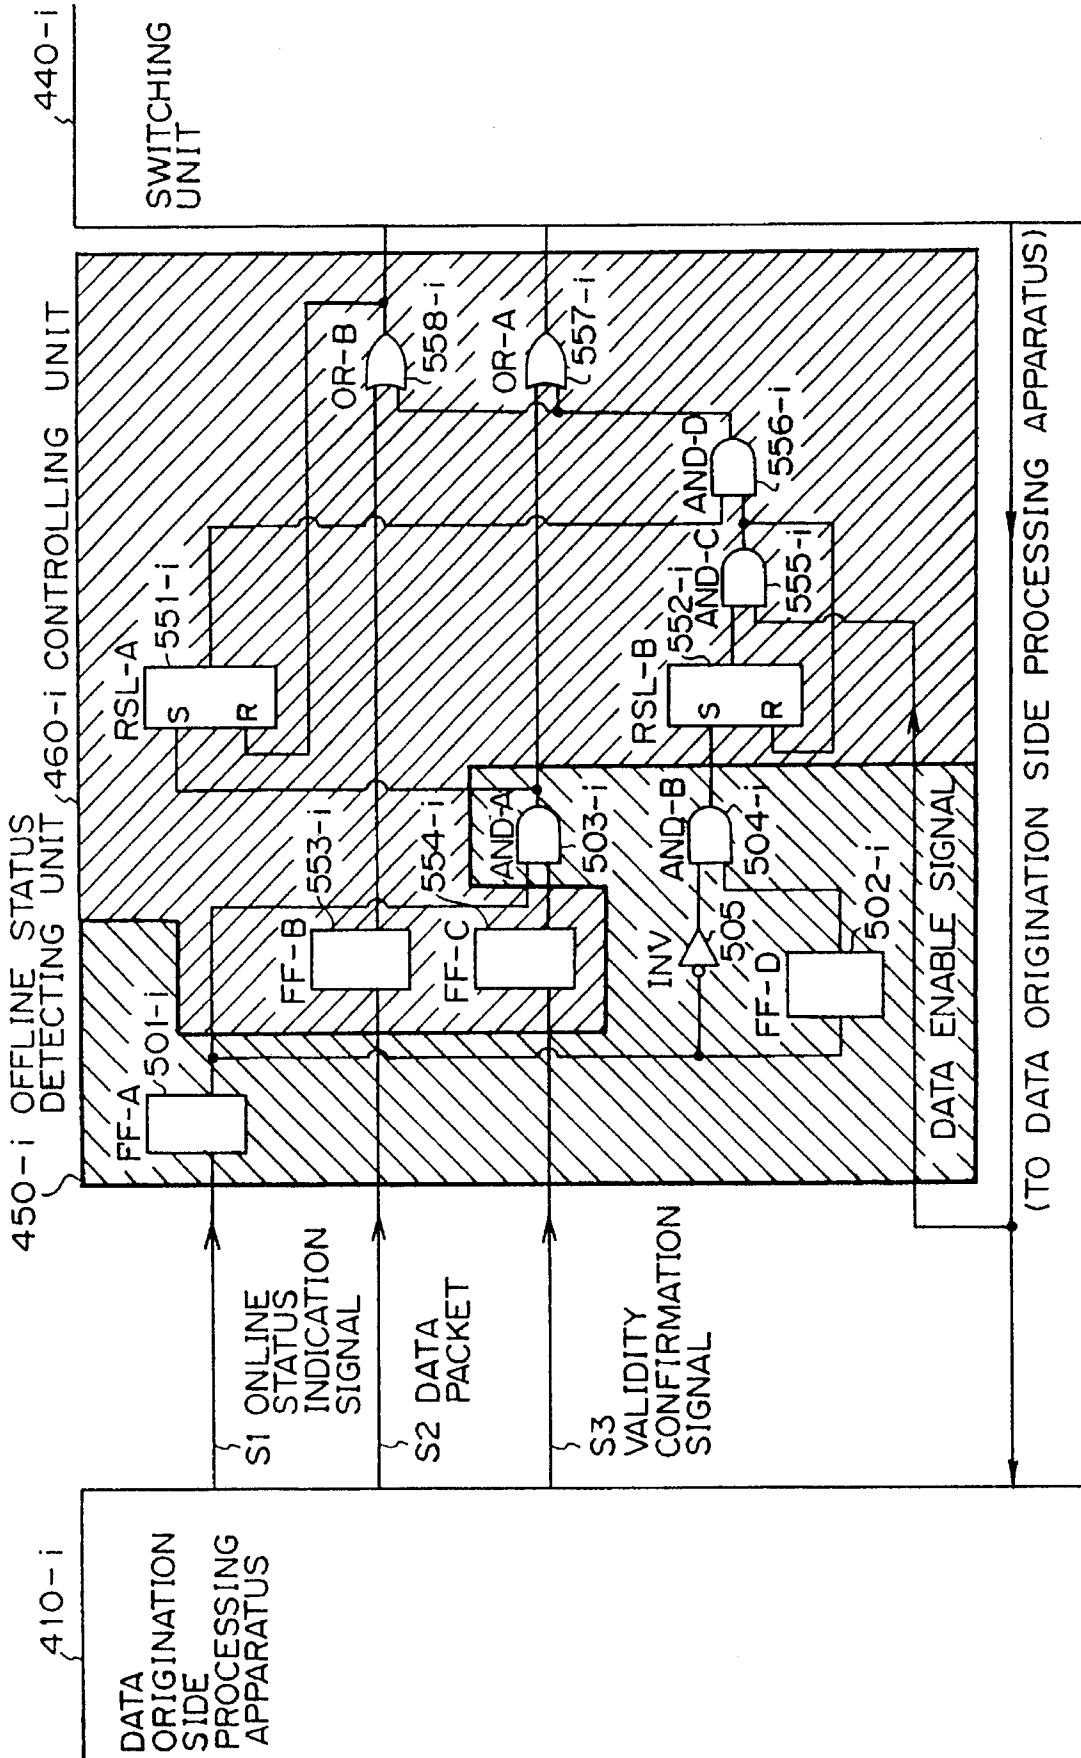 410-i
DATA
ORIGINATION
SIDE
PROCESSING
APPARATUS
S1 ONLINE
STATUS
INDICATION
SIGNAL
S2 DATA
PACKET
S3
VALIDITY
CONFIRMATION
SIGNAL
450-i OFFLINE STATUS
DETECTING UNIT
460-i CONTROLLING UNIT
440-i
SWITCHING
UNIT
FF-A
501-i
FF-B
553-i
FF-C
554-i
AND-A
503-i
INV
505
AND-B
504-i
FF-D
502-i
RSL-A
551-i
S
R
RSL-B
552-i
S
R
AND-C
555-i
AND-D
556-i
OR-B
558-i
OR-A
557-i
DATA ENABLE SIGNAL
(TO DATA ORIGINATION SIDE PROCESSING APPARATUS)